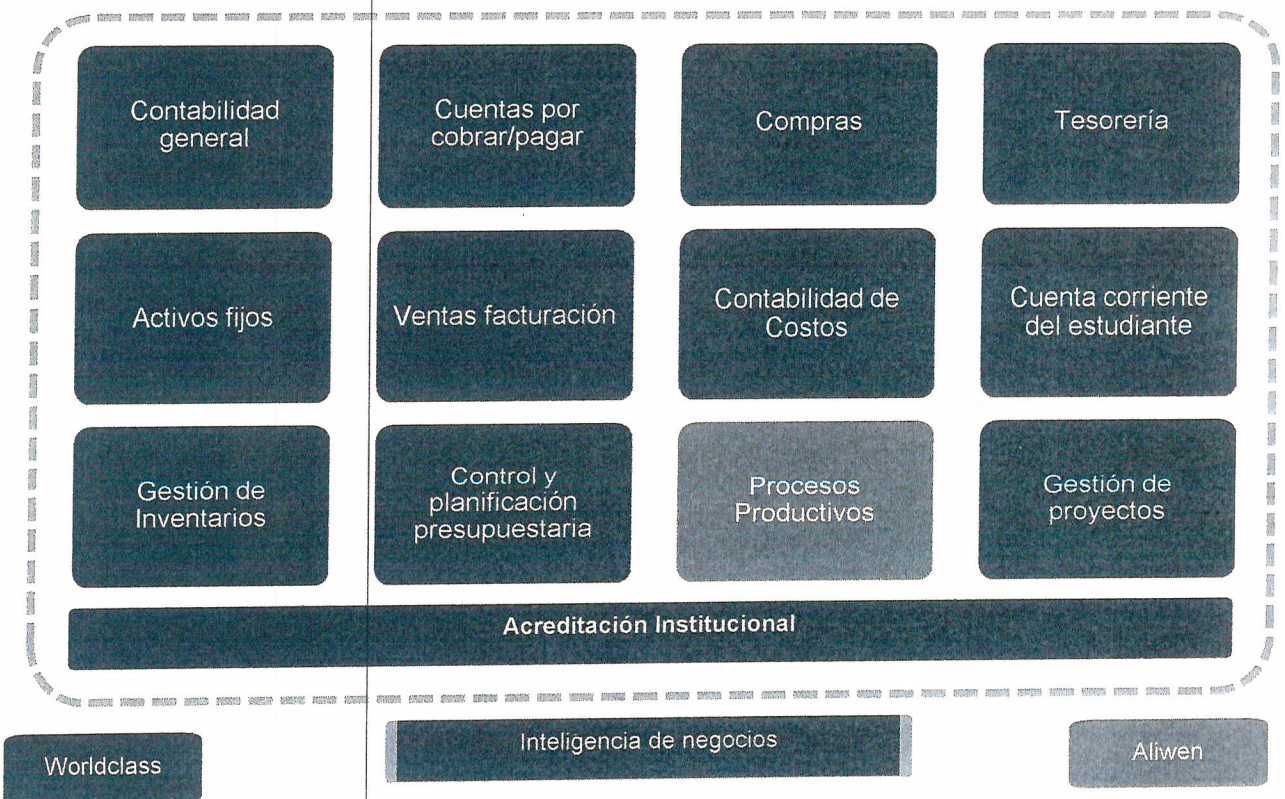 Contabilidad
general
Cuentas por
cobrar/pagar
Compras
Tesorería
Activos fijos
Ventas facturación
Contabilidad de
Costos
Cuenta corriente
del estudiante
Gestión de
Inventarios
Control y
planificación
presupuestaria
Procesos
Productivos
Gestión de
proyectos
Acreditación Institucional
Inteligencia de negocios
Worldclass
Aliwen